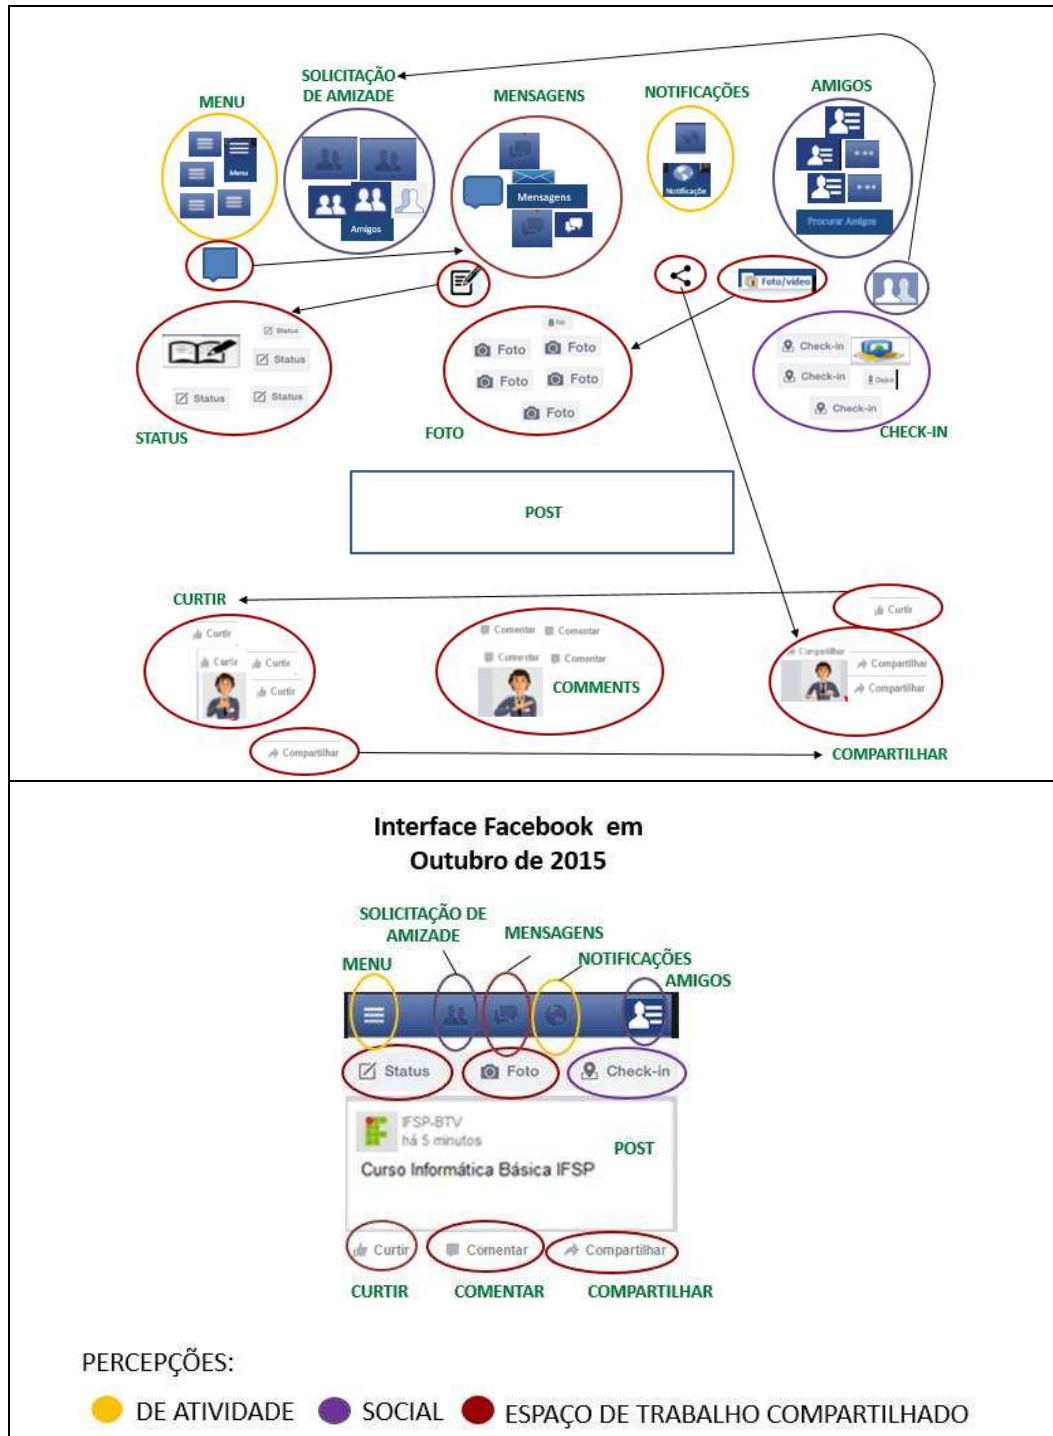 SOLICITAÇÃO
DE AMIZADE
MENU
MENSAGENS
NOTIFICAÇÕES
AMIGOS
Menu
Amigos
Mensagens
Notificaçõe
Procurar Amigos
Foto/vídeo
Status
Status
Status
Status
Foto
Foto
Foto
Foto
Foto
Check-in
Check-in
Check-in
STATUS
FOTO
CHECK-IN
POST
CURTIR
Curtir
Curtir
Curtir Curtir
Curtir
Comentar Comentar
Comentar Comentar
COMMENTS
Compartilhar
Compartilhar
Compartilhar
Compartilhar
COMPARTILHAR
Interface Facebook em
Outubro de 2015
SOLICITAÇÃO DE
AMIZADE
MENSAGENS
MENU
NOTIFICAÇÕES
AMIGOS
Status Foto Check-in
IFSP-BTV
há 5 minutos
POST
Curso Informática Básica IFSP
Curtir Comentar Compartilhar
CURTIR COMENTAR COMPARTILHAR
PERCEPÇÕES:
DE ATIVIDADE SOCIAL ESPAÇO DE TRABALHO COMPARTILHADO